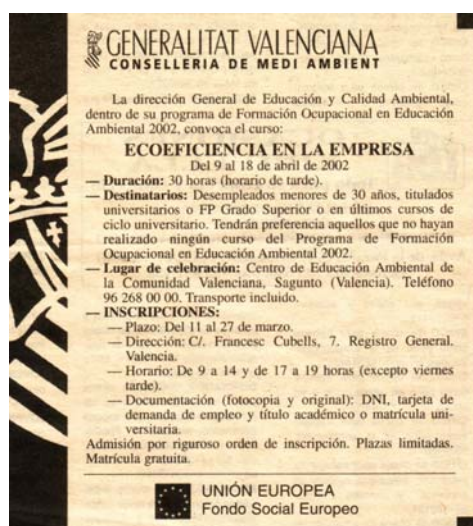 GENERALITAT VALENCIANA
CONSELLERIA DE MEDI AMBIENT
La dirección General de Educación y Calidad Ambiental,
dentro de su programa de Formación Ocupacional en Educación
Ambiental 2002, convoca el curso:
ECOEFICIENCIA EN LA EMPRESA
Del 9 al 18 de abril de 2002
— Duración: 30 horas (horario de tarde).
— Destinatarios: Desempleados menores de 30 años, titulados
universitarios o FP Grado Superior o en últimos cursos de
ciclo universitario. Tendrán preferencia aquellos que no hayan
realizado ningún curso del Programa de Formación
Ocupacional en Educación Ambiental 2002.
— Lugar de celebración: Centro de Educación Ambiental de
la Comunidad Valenciana, Sagunto (Valencia). Teléfono
96 268 00 00. Transporte incluido.
— INSCRIPCIONES:
— Plazo: Del 11 al 27 de marzo.
— Dirección: C/. Francesc Cubells, 7. Registro General.
Valencia.
— Horario: De 9 a 14 y de 17 a 19 horas (excepto viernes
tarde).
— Documentación (fotocopia y original): DNI, tarjeta de
demanda de empleo y título académico o matrícula uni-
versitaria.
Admisión por riguroso orden de inscripción. Plazas limitadas.
Matrícula gratuita.
UNIÓN EUROPEA
Fondo Social Europeo